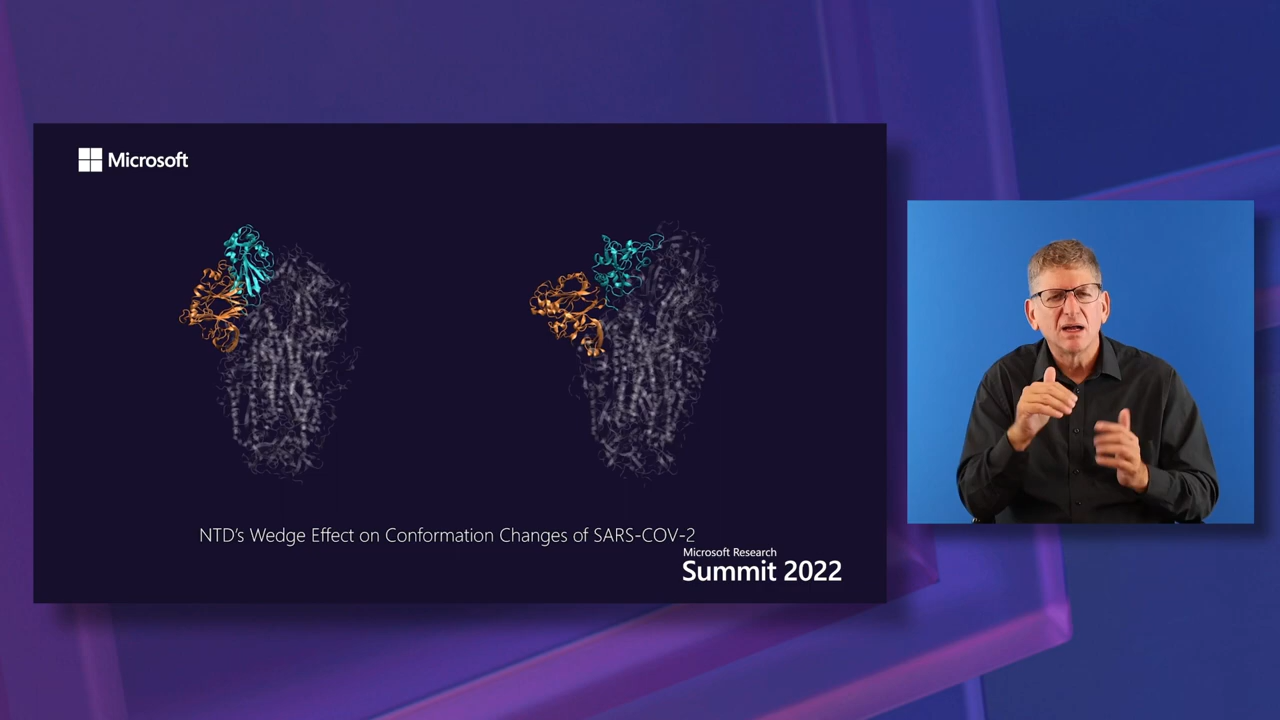 Microsoft
NTD's Wedge Effect on Conformation Changes of SARS-COV-2
Microsoft Research
Summit 2022